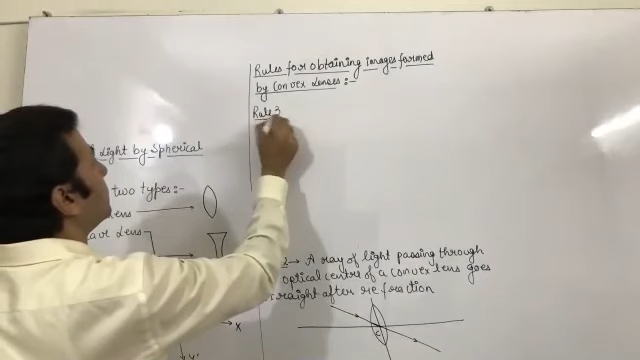 Rules for obtaining images formed
by Convex Lenses:-
Rule 3
Light by Spherical
two types:-
Lens
Lens
2 → A ray of light passing through
optical centre of a convex lens goes
straight after refraction
X
C